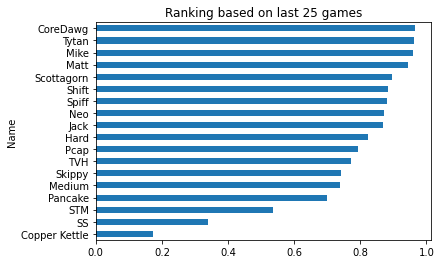 Ranking based on last 25 games
CoreDawg
Tytan
Mike
Matt
Scottagorn
Shift
Spiff
Neo
Jack
Hard
Pcap
TVH
Skippy
Medium
Pancake
STM
SS
Copper Kettle
Name
0.0 0.2 0.4 0.6 0.8 1.0